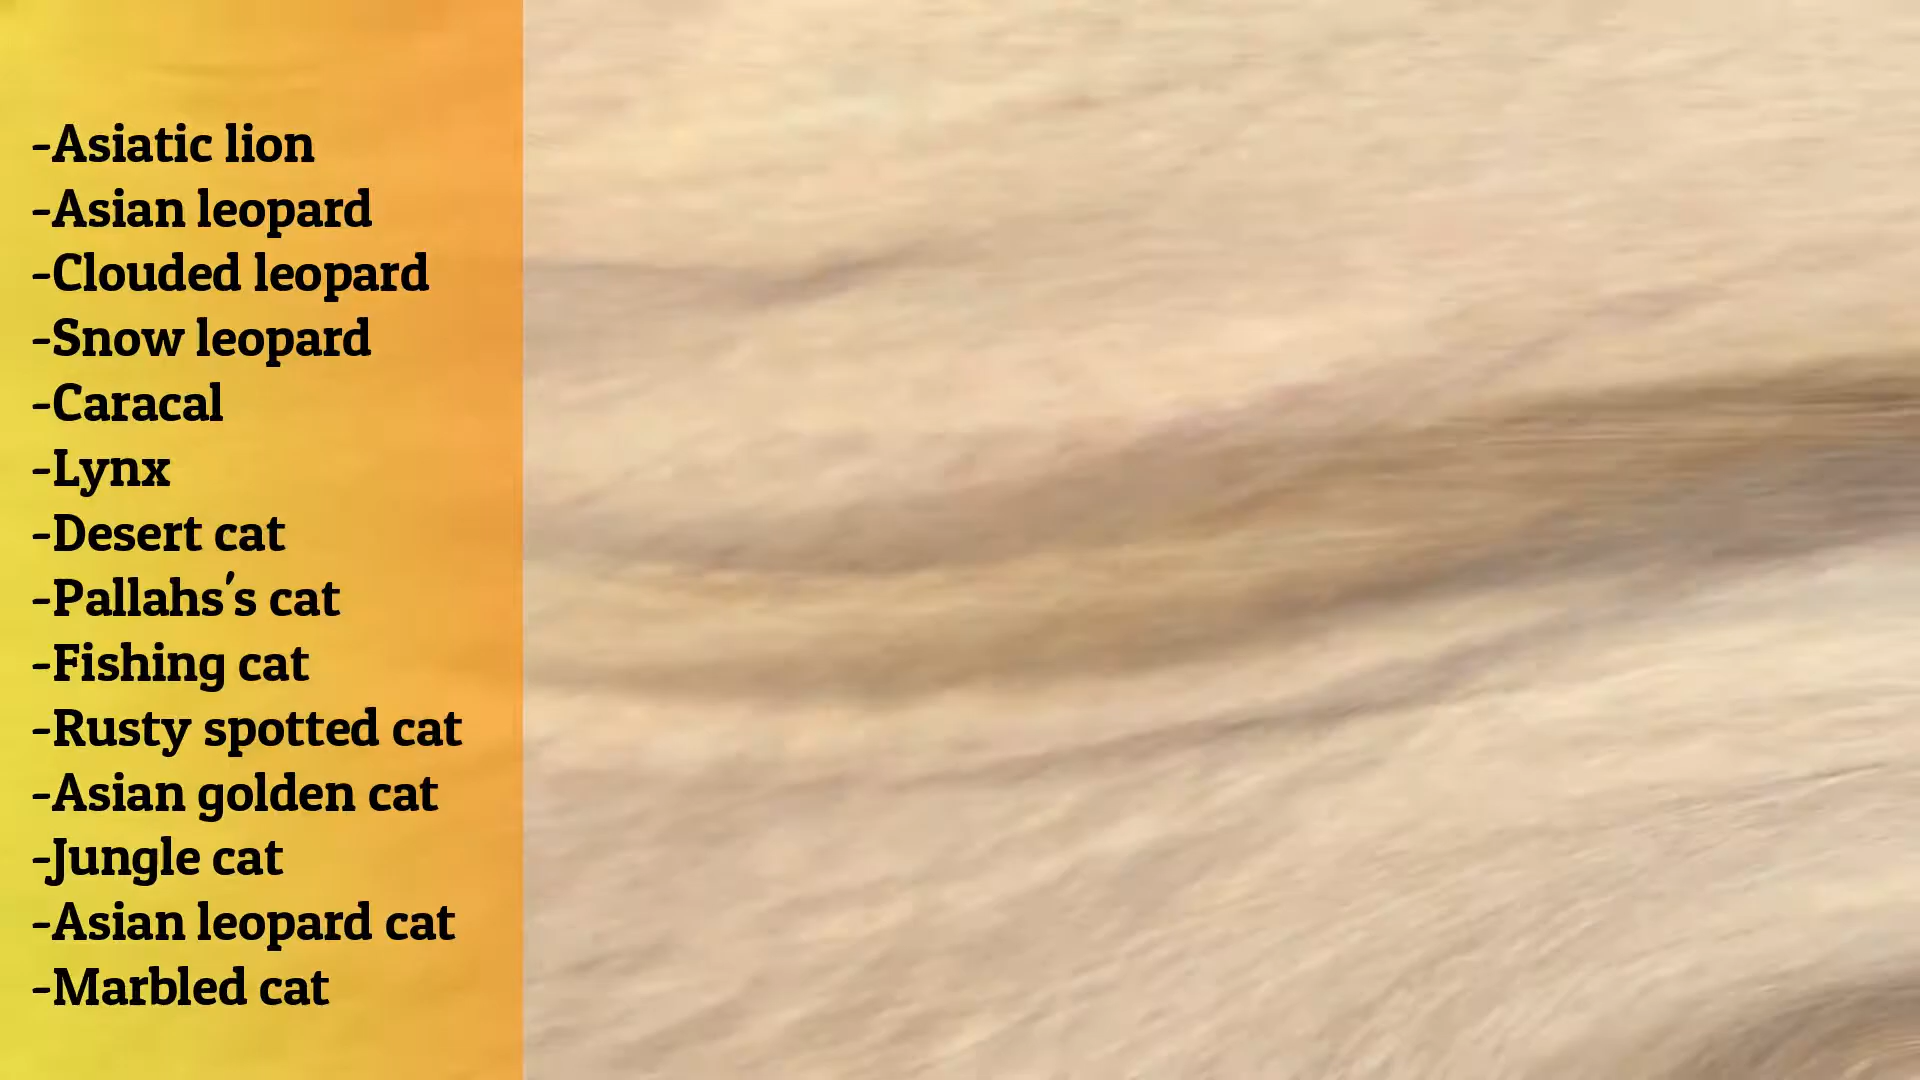 -Asiatic lion
-Asian leopard
-Clouded leopard
-Snow leopard
-Caracal
-Lynx
-Desert cat
-Pallahs's cat
-Fishing cat
-Rusty spotted cat
-Asian golden cat
-Jungle cat
-Asian leopard cat
-Marbled cat